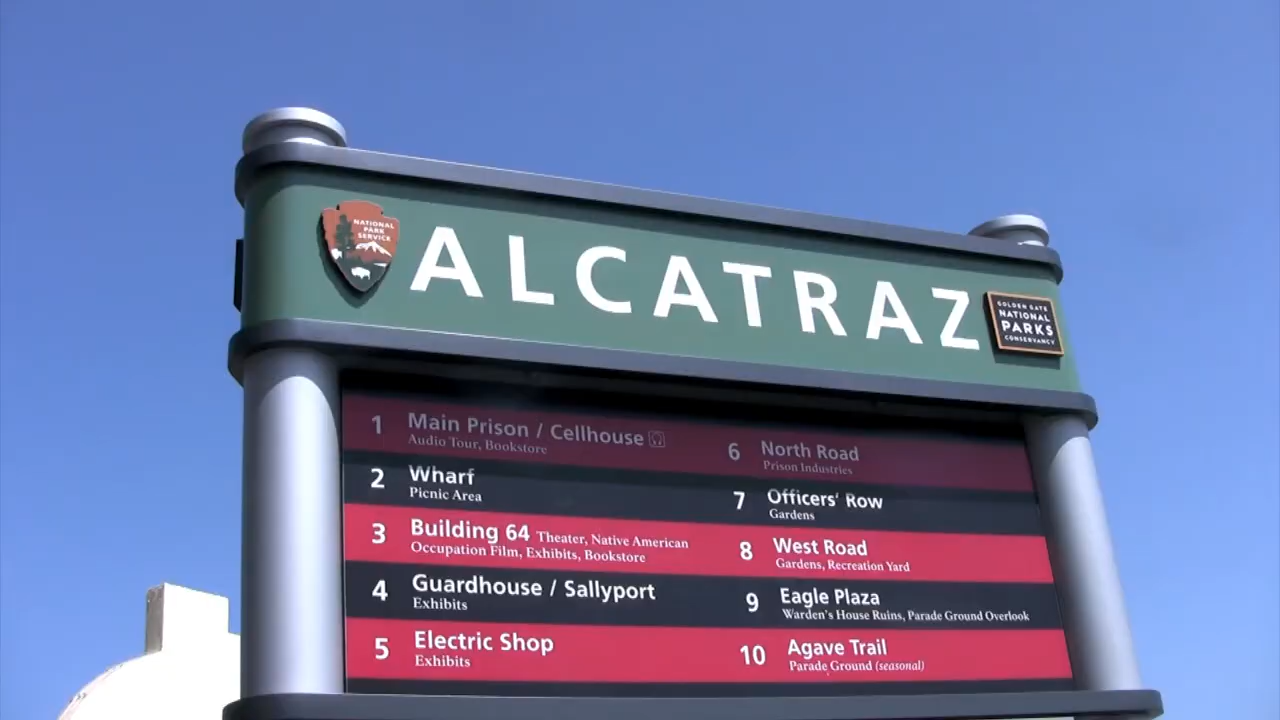 NATIONAL
PARK
SERVICE
ALCATRAZ
GOLDEN GATE
NATIONAL
PARKS
CONSERVANCY
1 Main Prison / Cellhouse
Audio Tour, Bookstore
2 Wharf
Picnic Area
3 Building 64 Theater, Native American
Occupation Film, Exhibits, Bookstore
4 Guardhouse / Sallyport
Exhibits
5 Electric Shop
Exhibits
6 North Road
Prison Industries
7 Officers' Row
Gardens
8 West Road
Gardens, Recreation Yard
9 Eagle Plaza
Warden's House Ruins, Parade Ground Overlook
10 Agave Trail
Parade Ground (seasonal)